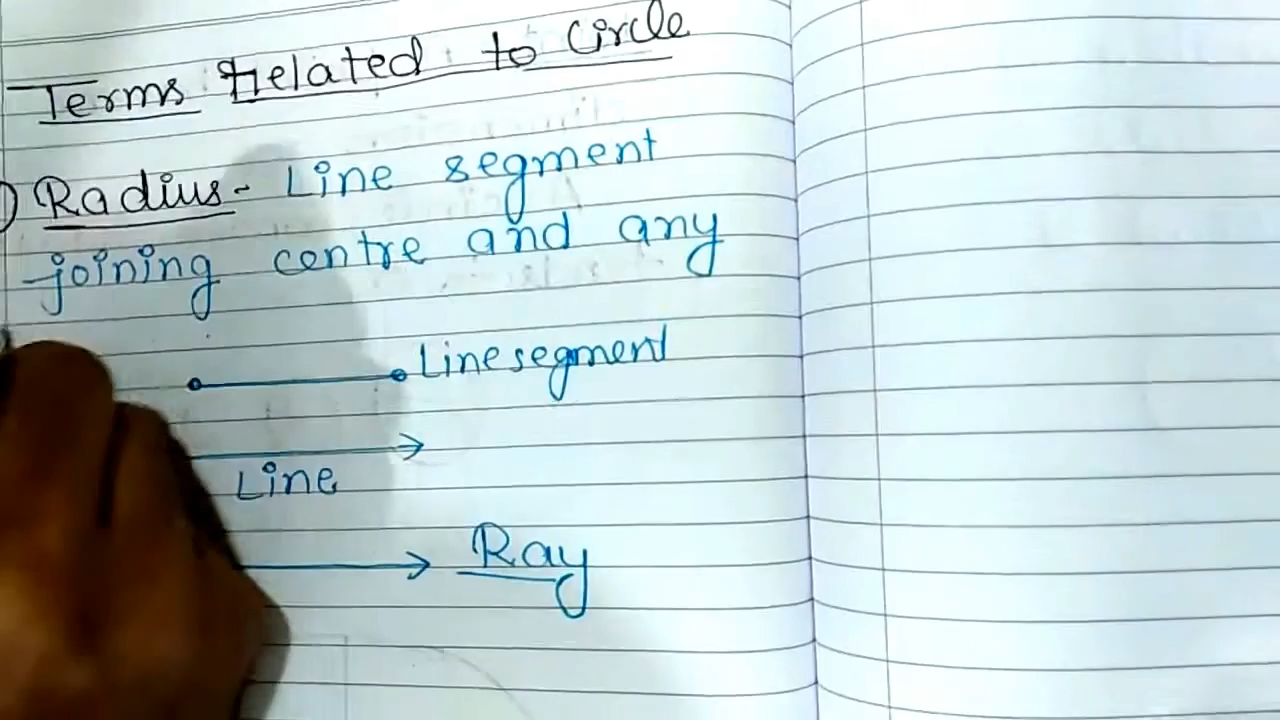 Terms Related to Circle
) Radius- Line segment
joining centre and any
Line segment
Line
Ray